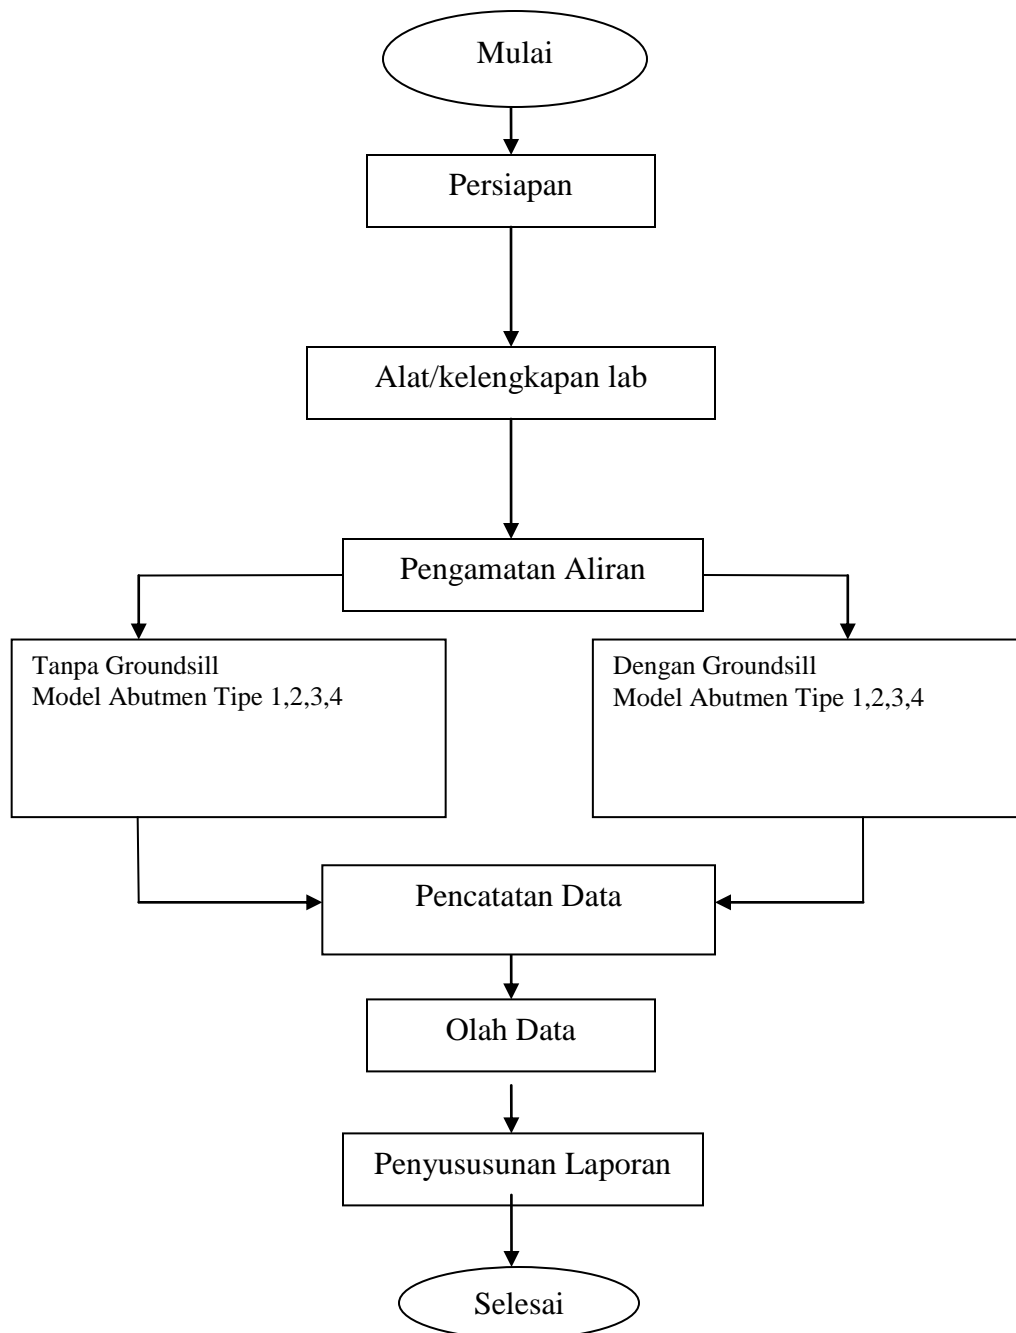 Mulai
Persiapan
Alat/kelengkapan lab
Pengamatan Aliran
Tanpa Groundsill
Model Abutmen Tipe 1,2,3,4
Dengan Groundsill
Model Abutmen Tipe 1,2,3,4
Pencatatan Data
Olah Data
Penyususunan Laporan
Selesai